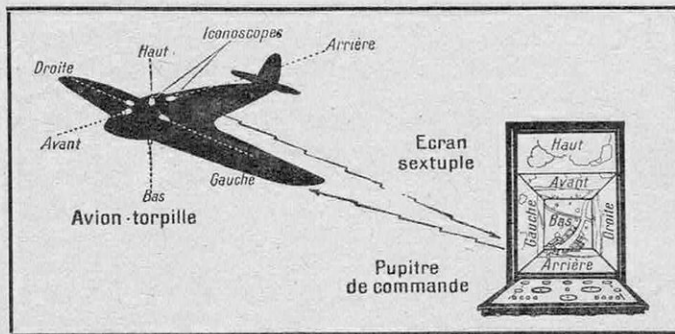 Iconoscopes
Haut
Arrière
Droite
Avant
Bas
Gauche
Avion-torpille
Ecran
sextuple
Pupitre
de commande
Haut
Avant
Gauche
Bas
Droite
Arrière